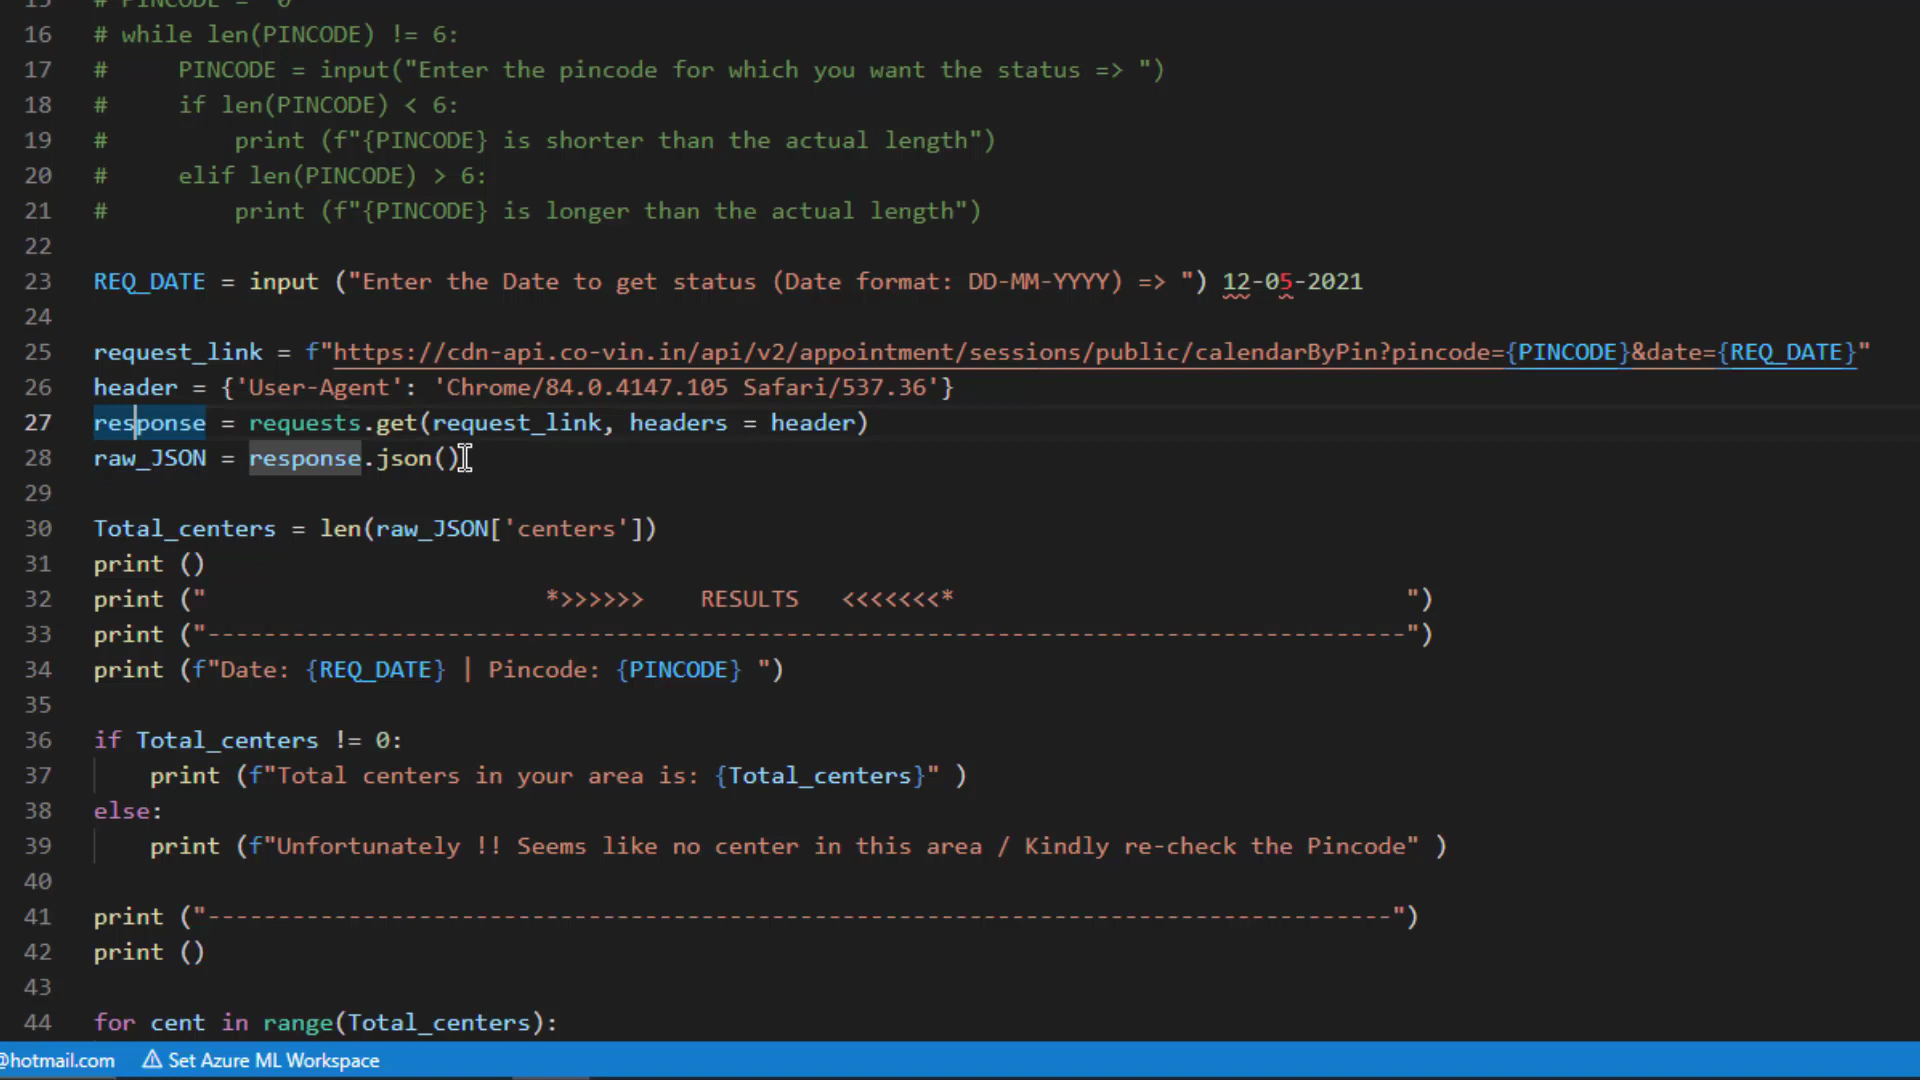 15 # PINCODE = "0"
16 # while len(PINCODE) != 6:
17 #     PINCODE = input("Enter the pincode for which you want the status => ")
18 #     if len(PINCODE) < 6:
19 #         print (f"{PINCODE} is shorter than the actual length")
20 #     elif len(PINCODE) > 6:
21 #         print (f"{PINCODE} is longer than the actual length")
22
23 REQ_DATE = input ("Enter the Date to get status (Date format: DD-MM-YYYY) => ") 12-05-2021
24
25 request_link = f"https://cdn-api.co-vin.in/api/v2/appointment/sessions/public/calendarByPin?pincode={PINCODE}&date={REQ_DATE}"
26 header = {'User-Agent': 'Chrome/84.0.4147.105 Safari/537.36'}
27 response = requests.get(request_link, headers = header)
28 raw_JSON = response.json()
29
30 Total_centers = len(raw_JSON['centers'])
31 print ()
32 print ("                        *>>>>>>    RESULTS   <<<<<<<*                                ")
33 print ("-------------------------------------------------------------------------------------")
34 print (f"Date: {REQ_DATE} | Pincode: {PINCODE} ")
35
36 if Total_centers != 0:
37     print (f"Total centers in your area is: {Total_centers}" )
38 else:
39     print (f"Unfortunately !! Seems like no center in this area / Kindly re-check the Pincode" )
40
41 print ("------------------------------------------------------------------------------------")
42 print ()
43
44 for cent in range(Total_centers):
@hotmail.com ⚠ Set Azure ML Workspace